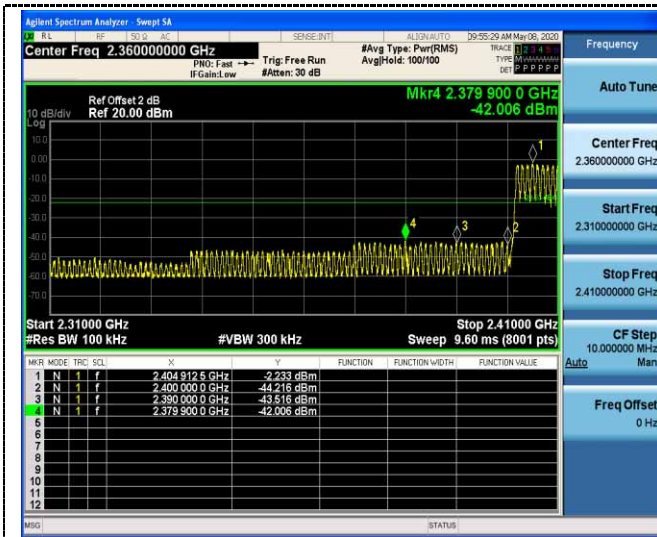 Agilent Spectrum Analyzer - Swept SA
RL RF 50 Ω AC SENSE:INT ALIGNAUTO 09:55:29 AM May 08, 2020
Center Freq 2.360000000 GHz
PNO: Fast
IFGain:Low
Trig: Free Run
#Atten: 30 dB
#Avg Type: Pwr(RMS)
Avg|Hold: 100/100
TRACE 1 2 3 4 5 6
TYPE
DET P P P P P P
Ref Offset 2 dB
10 dB/div Ref 20.00 dBm
Log
Mkr4 2.379 900 0 GHz
-42.006 dBm
10.0
0.00
-10.0
-20.0
-30.0
-40.0
-50.0
-60.0
-70.0
1
4
3
2
Start 2.31000 GHz Stop 2.41000 GHz
#Res BW 100 kHz #VBW 300 kHz Sweep 9.60 ms (8001 pts)
MKR MODE TRC SCL X Y FUNCTION FUNCTION WIDTH FUNCTION VALUE
1 N 1 f 2.404 912 5 GHz -2.233 dBm
2 N 1 f 2.400 000 0 GHz -44.216 dBm
3 N 1 f 2.390 000 0 GHz -43.516 dBm
4 N 1 f 2.379 900 0 GHz -42.006 dBm
5
6
7
8
9
10
11
12
MSG STATUS
Frequency
Auto Tune
Center Freq
2.360000000 GHz
Start Freq
2.310000000 GHz
Stop Freq
2.410000000 GHz
CF Step
10.000000 MHz
Auto Man
Freq Offset
0 Hz